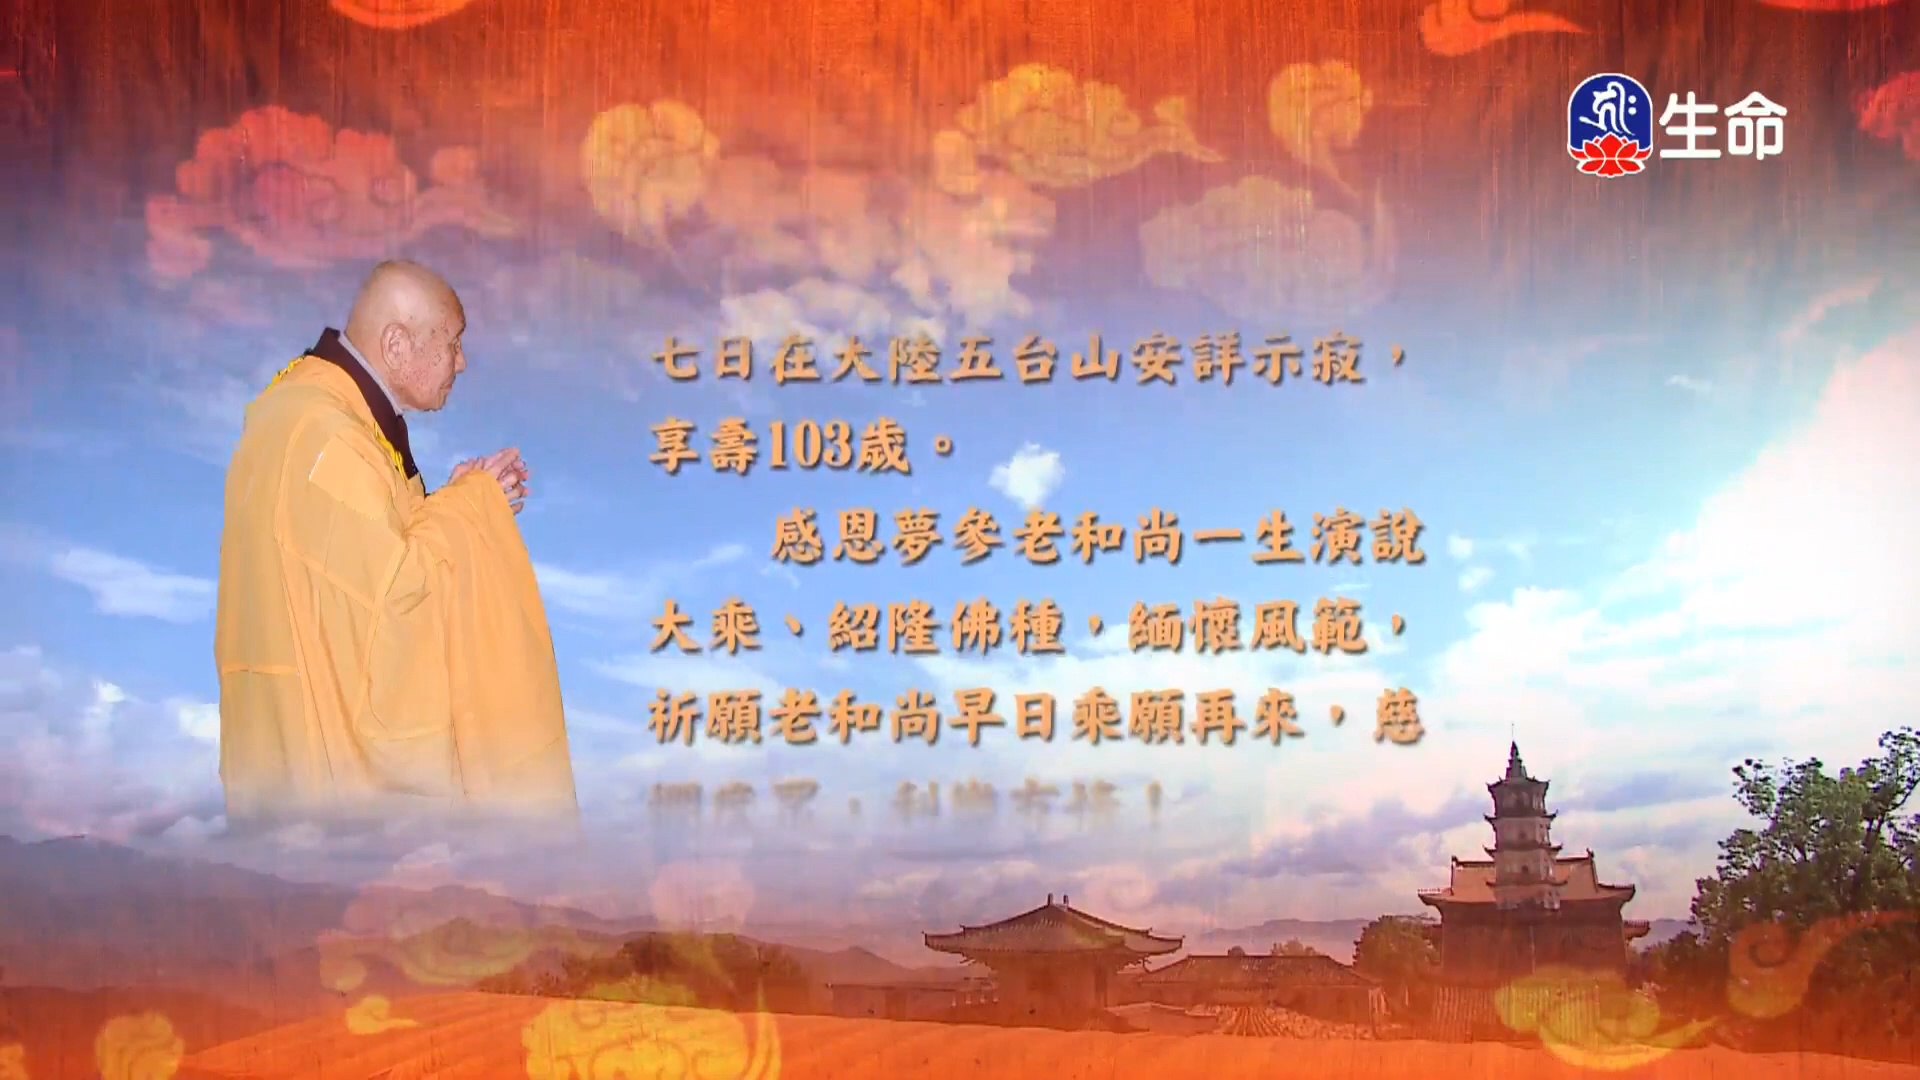 生命
七日在大陸五台山安詳示寂，
享壽103歲。
感恩夢參老和尚一生演說
大乘、紹隆佛種，緬懷風範，
祈願老和尚早日乘願再來，慈